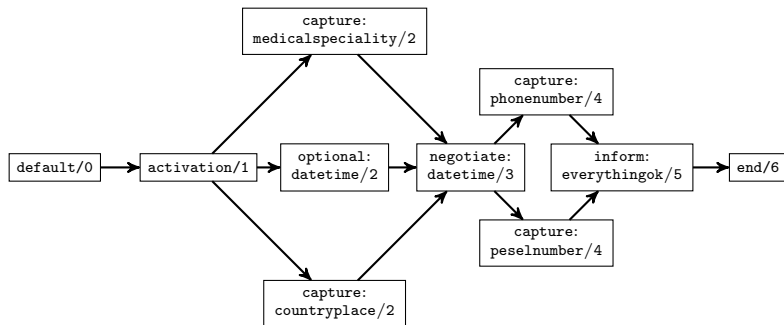 capture:
medicalspeciality/2
capture:
phonenumber/4
default/0
activation/1
optional:
datetime/2
negotiate:
datetime/3
inform:
everythingok/5
end/6
capture:
peselnumber/4
capture:
countryplace/2